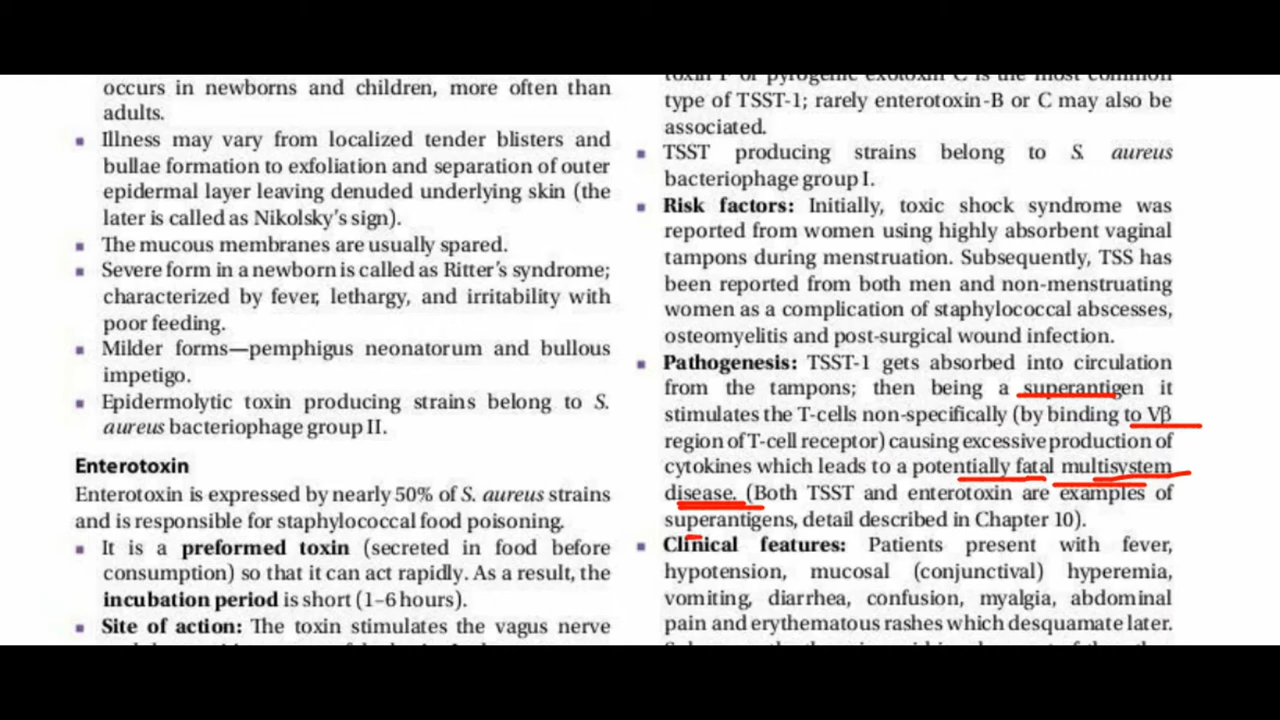 occurs in newborns and children, more often than
adults.
Illness may vary from localized tender blisters and
bullae formation to exfoliation and separation of outer
epidermal layer leaving denuded underlying skin (the
later is called as Nikolsky's sign).
The mucous membranes are usually spared.
Severe form in a newborn is called as Ritter's syndrome;
characterized by fever, lethargy, and irritability with
poor feeding.
Milder forms—pemphigus neonatorum and bullous
impetigo.
Epidermolytic toxin producing strains belong to S.
aureus bacteriophage group II.
Enterotoxin
Enterotoxin is expressed by nearly 50% of S. aureus strains
and is responsible for staphylococcal food poisoning.
It is a preformed toxin (secreted in food before
consumption) so that it can act rapidly. As a result, the
incubation period is short (1–6 hours).
Site of action: The toxin stimulates the vagus nerve
toxin F or pyrogenic exotoxin C is the most common
type of TSST-1; rarely enterotoxin-B or C may also be
associated.
TSST producing strains belong to S. aureus
bacteriophage group I.
Risk factors: Initially, toxic shock syndrome was
reported from women using highly absorbent vaginal
tampons during menstruation. Subsequently, TSS has
been reported from both men and non-menstruating
women as a complication of staphylococcal abscesses,
osteomyelitis and post-surgical wound infection.
Pathogenesis: TSST-1 gets absorbed into circulation
from the tampons; then being a superantigen it
stimulates the T-cells non-specifically (by binding to Vβ
region of T-cell receptor) causing excessive production of
cytokines which leads to a potentially fatal multisystem
disease. (Both TSST and enterotoxin are examples of
superantigens, detail described in Chapter 10).
Clinical features: Patients present with fever,
hypotension, mucosal (conjunctival) hyperemia,
vomiting, diarrhea, confusion, myalgia, abdominal
pain and erythematous rashes which desquamate later.